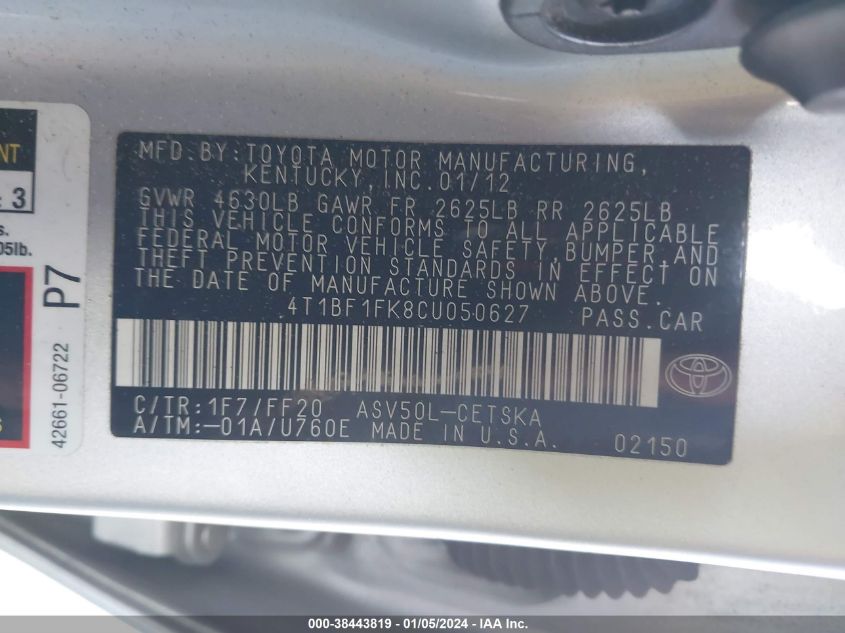 MFD.BY:TOYOTA MOTOR MANUFACTURING,
KENTUCKY,INC.01/12
GVWR 4630LB GAWR FR 2625LB RR 2625LB
THIS VEHICLE CONFORMS TO ALL APPLICABLE
FEDERAL MOTOR VEHICLE SAFETY,BUMPER,AND
THEFT PREVENTION STANDARDS IN EFFECT ON
THE DATE OF MANUFACTURE SHOWN ABOVE.
4T1BF1FK8CU050627 PASS.CAR
C/TR:1F7/FF20 ASV50L-CETSKA
A/TM:-01A/U760E MADE IN U.S.A. 02150
3
P7
42661-06722
000-38443819 - 01/05/2024 - IAA Inc.